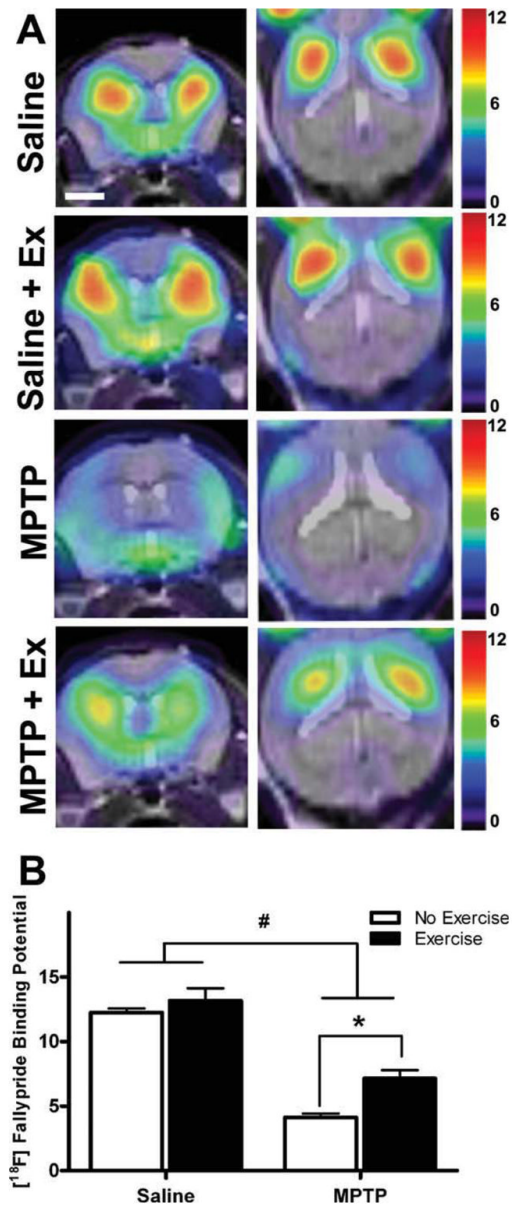 A
Saline
12
6
0
Saline + Ex
12
6
0
MPTP
12
6
0
MPTP + Ex
12
6
0
B
[18F] Fallypride Binding Potential
15
10
5
0
#
*
No Exercise
Exercise
Saline
MPTP